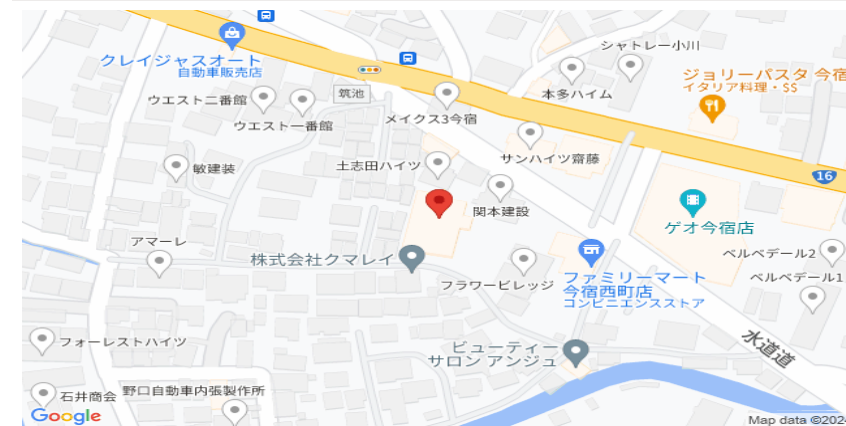 シャトレー小川
クレイジャスオート
自動車販売店
ジョリーパスタ 今宿
イタリア料理・$$
本多ハイム
筑池
ウエスト二番館
メイクス3今宿
ウエスト一番館
サンハイツ齋藤
土志田ハイツ
敏建装
16
関本建設
ゲオ今宿店
アマーレ
ベルベデール2
株式会社クマレイ
ファミリーマート
今宿西町店
コンビニエンスストア
フラワービレッジ
ベルベデール1
水道道
フォーレストハイツ
ビューティー
サロン アンジュ
野口自動車内張製作所
石井商会
Google
Map data ©2024